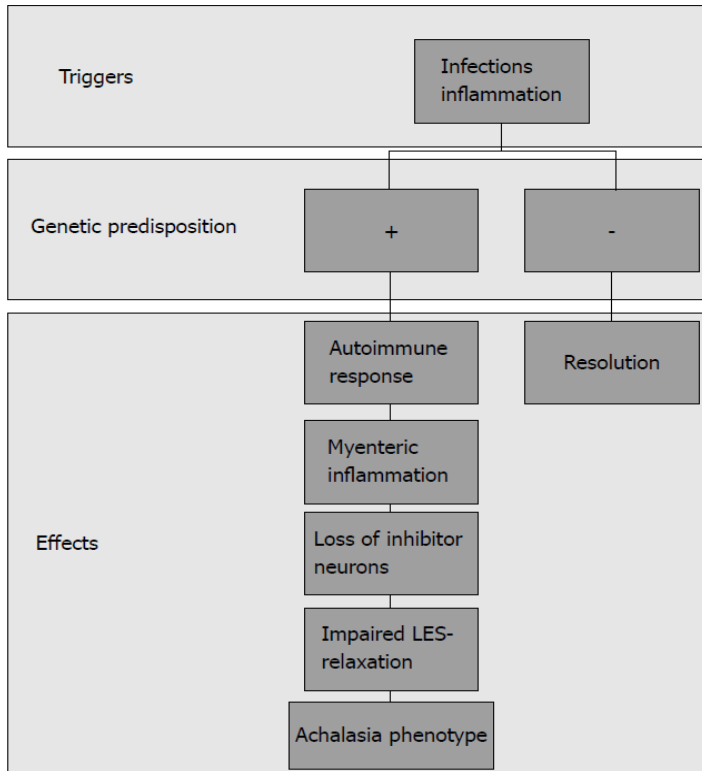 Triggers
Infections
inflammation
Genetic predisposition
+
-
Effects
Autoimmune
response
Resolution
Myenteric
inflammation
Loss of inhibitor
neurons
Impaired LES-
relaxation
Achalasia phenotype